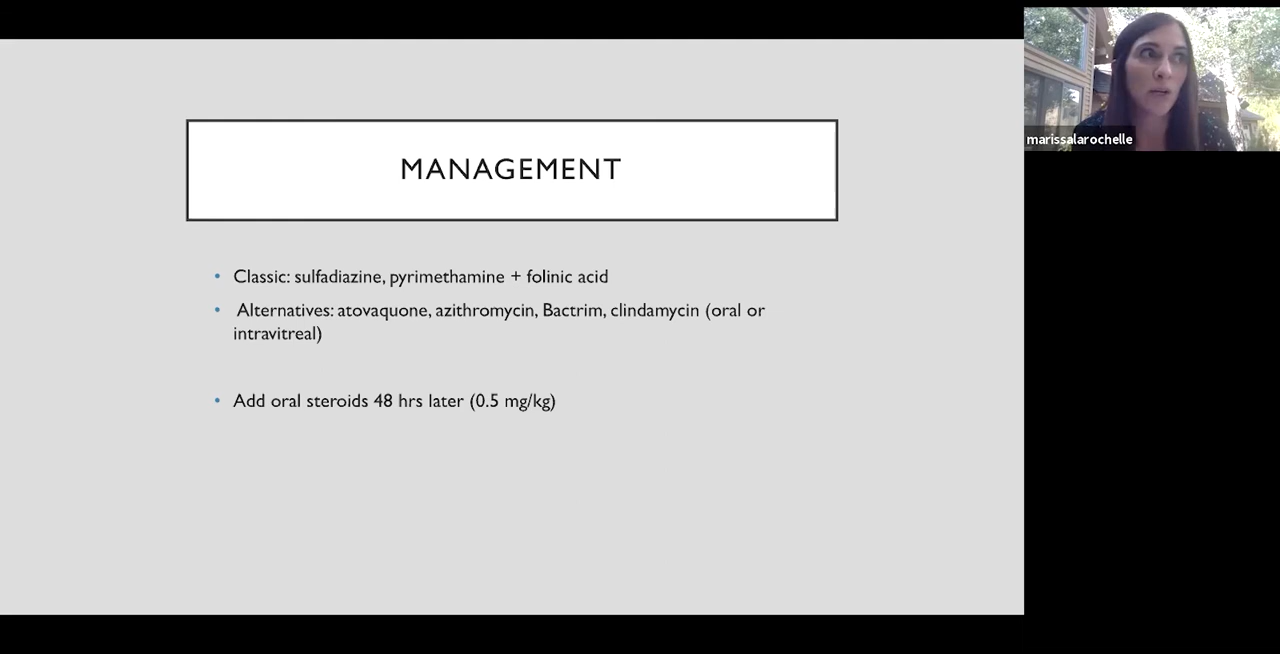 MANAGEMENT
• Classic: sulfadiazine, pyrimethamine + folinic acid
• Alternatives: atovaquone, azithromycin, Bactrim, clindamycin (oral or
intravitreal)
• Add oral steroids 48 hrs later (0.5 mg/kg)
marissalarochelle